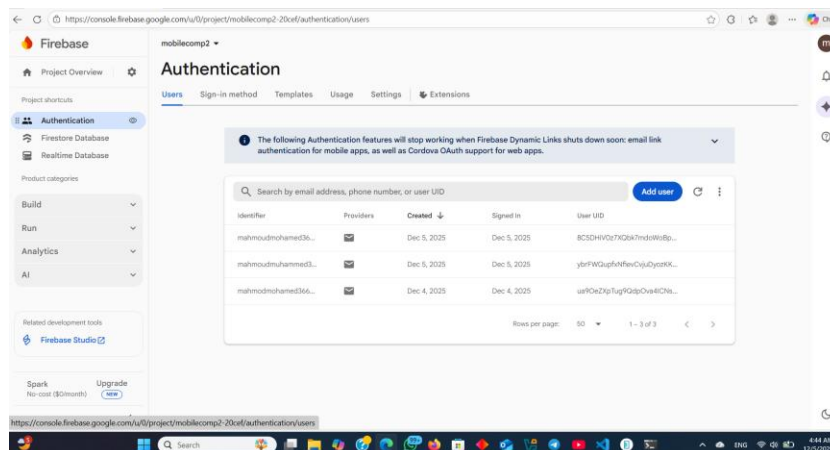 https://console.firebase.google.com/u/0/project/mobilecomp2-20cef/authentication/users
Firebase
mobilecomp2
Project Overview
Authentication
Users Sign-in method Templates Usage Settings Extensions
Project shortcuts
Authentication
Firestore Database
Realtime Database
Product categories
Build
Run
Analytics
AI
Related development tools
Firebase Studio
Spark
No-cost ($0/month)
Upgrade
NEW
The following Authentication features will stop working when Firebase Dynamic Links shuts down soon: email link
authentication for mobile apps, as well as Cordova OAuth support for web apps.
Search by email address, phone number, or user UID
Add user
Identifier Providers Created Signed In User UID
mahmoudmohamed36... Dec 5, 2025 Dec 5, 2025
mahmoudmuhammed3... Dec 5, 2025 Dec 5, 2025
mahmodmohamed366... Dec 4, 2025 Dec 4, 2025
Rows per page: 50 1 – 3 of 3
https://console.firebase.google.com/u/0/project/mobilecomp2-20cef/authentication/users
Search
ENG
4:44 AM